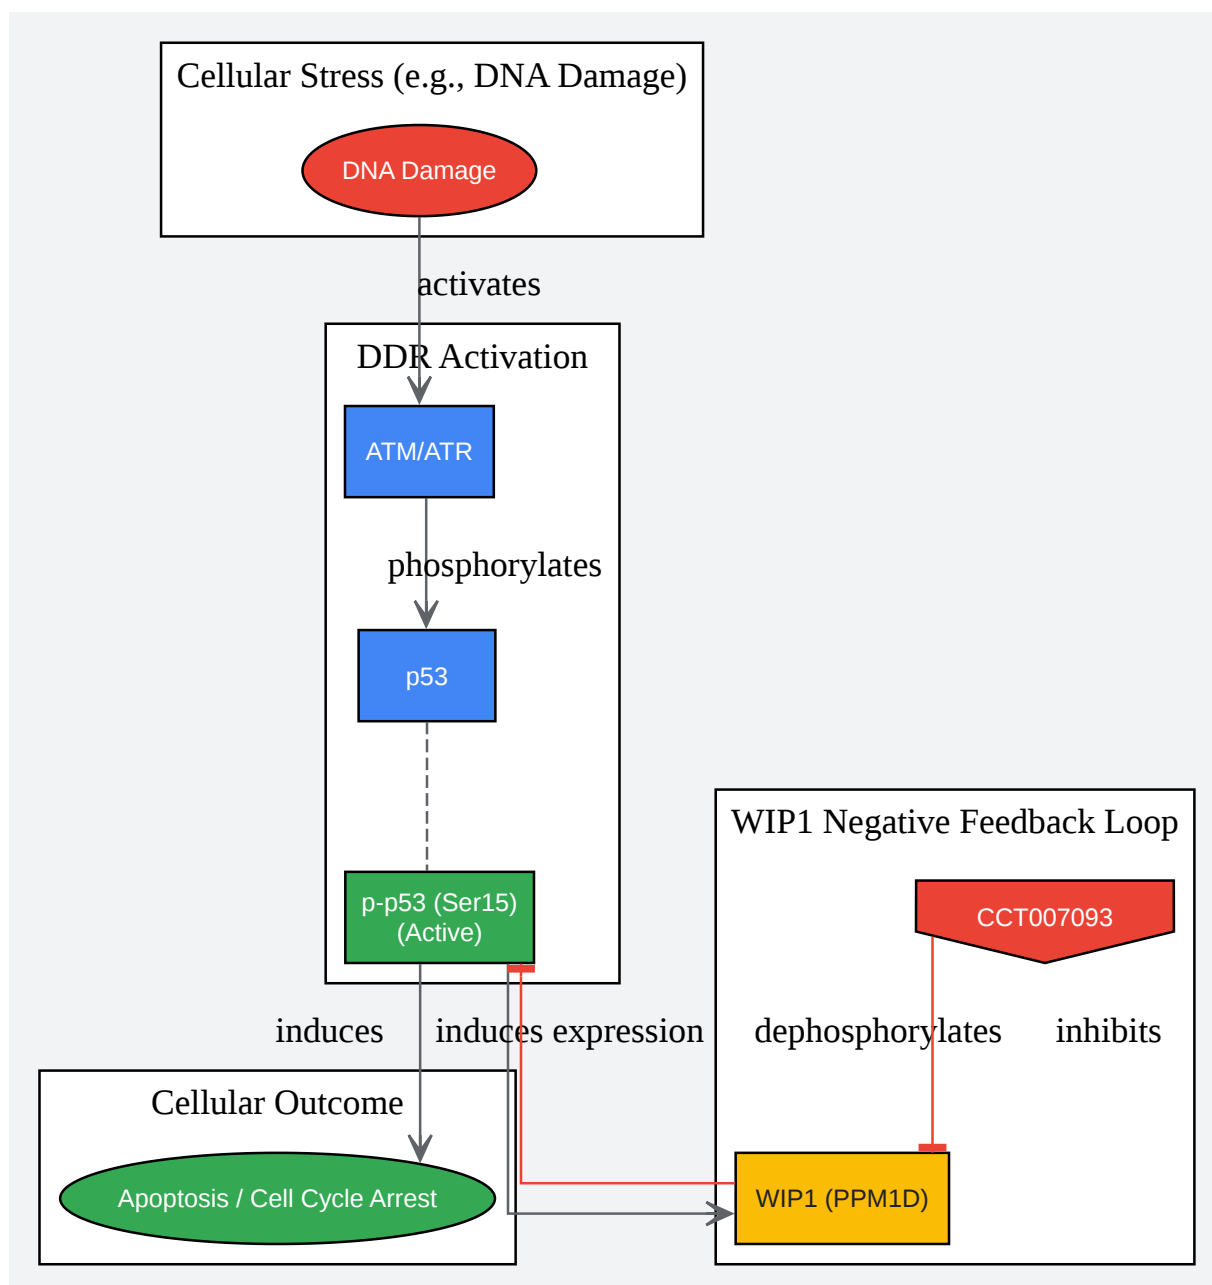 Cellular Stress (e.g., DNA Damage)
DNA Damage
activates
DDR Activation
ATM/ATR
phosphorylates
p53
WIP1 Negative Feedback Loop
p-p53 (Ser15)
(Active)
CCT007093
induces
induces expression
dephosphorylates
inhibits
Cellular Outcome
Apoptosis / Cell Cycle Arrest
WIP1 (PPM1D)